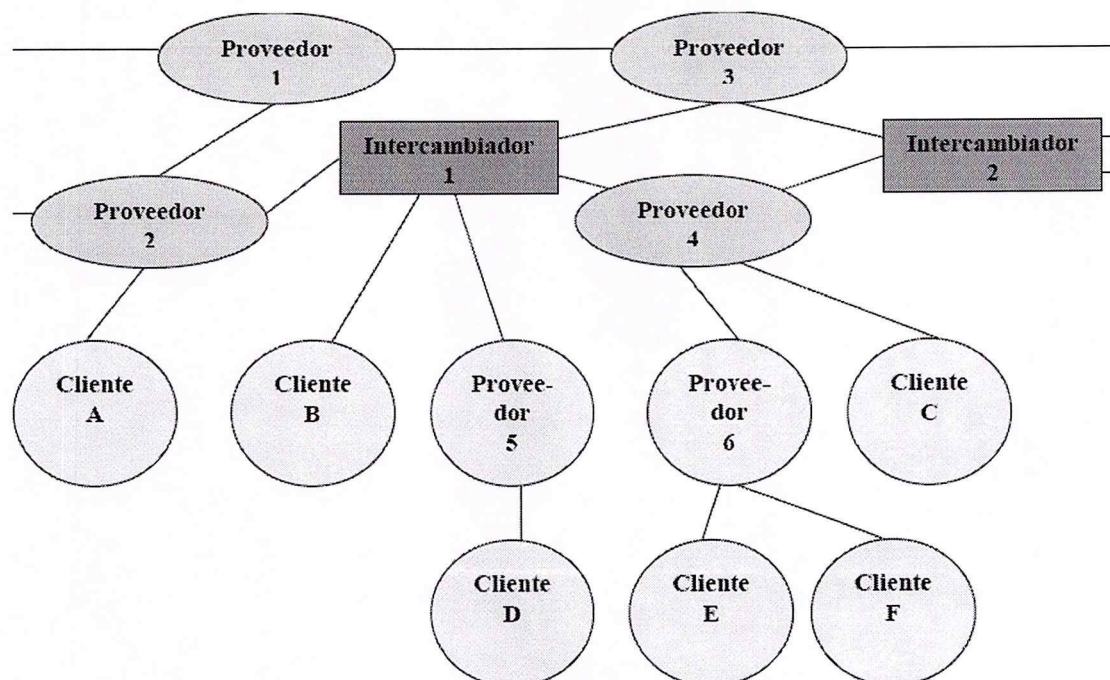 Proveedor
1
Proveedor
3
Intercambiador
1
Intercambiador
2
Proveedor
2
Proveedor
4
Cliente
A
Cliente
B
Provee-
dor
5
Provee-
dor
6
Cliente
C
Cliente
D
Cliente
E
Cliente
F